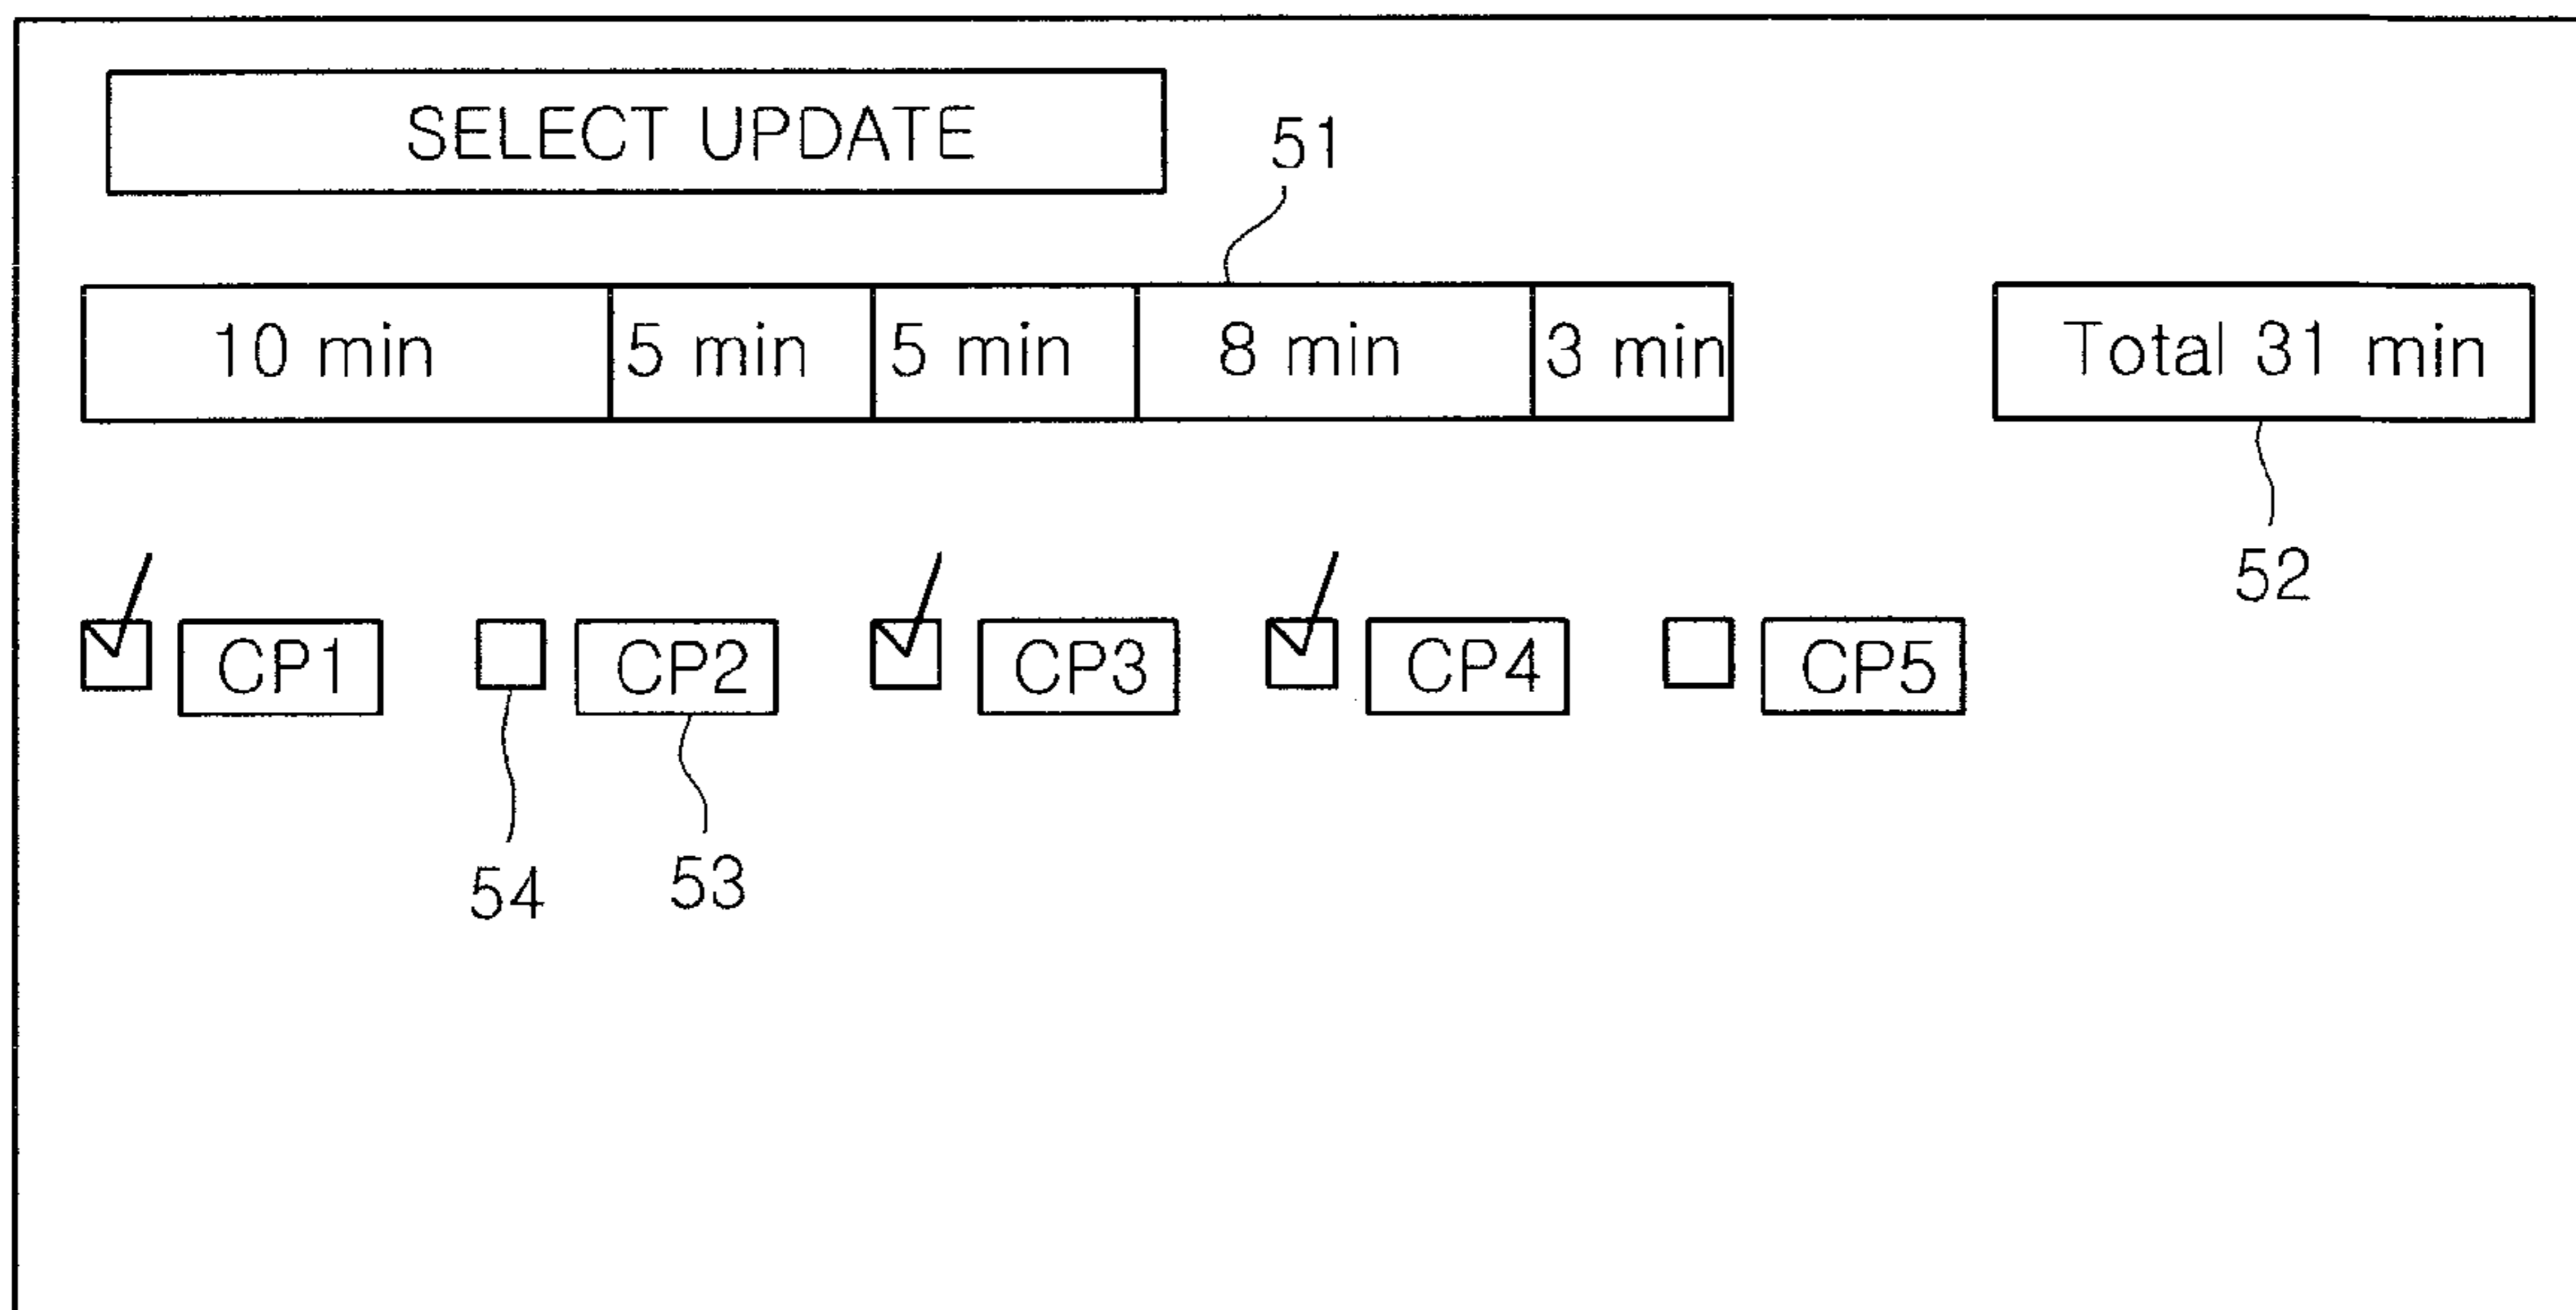 SELECT UPDATE
51
10 min 5 min 5 min 8 min 3 min Total 31 min
52
CP1 CP2 CP3 CP4 CP5
54 53